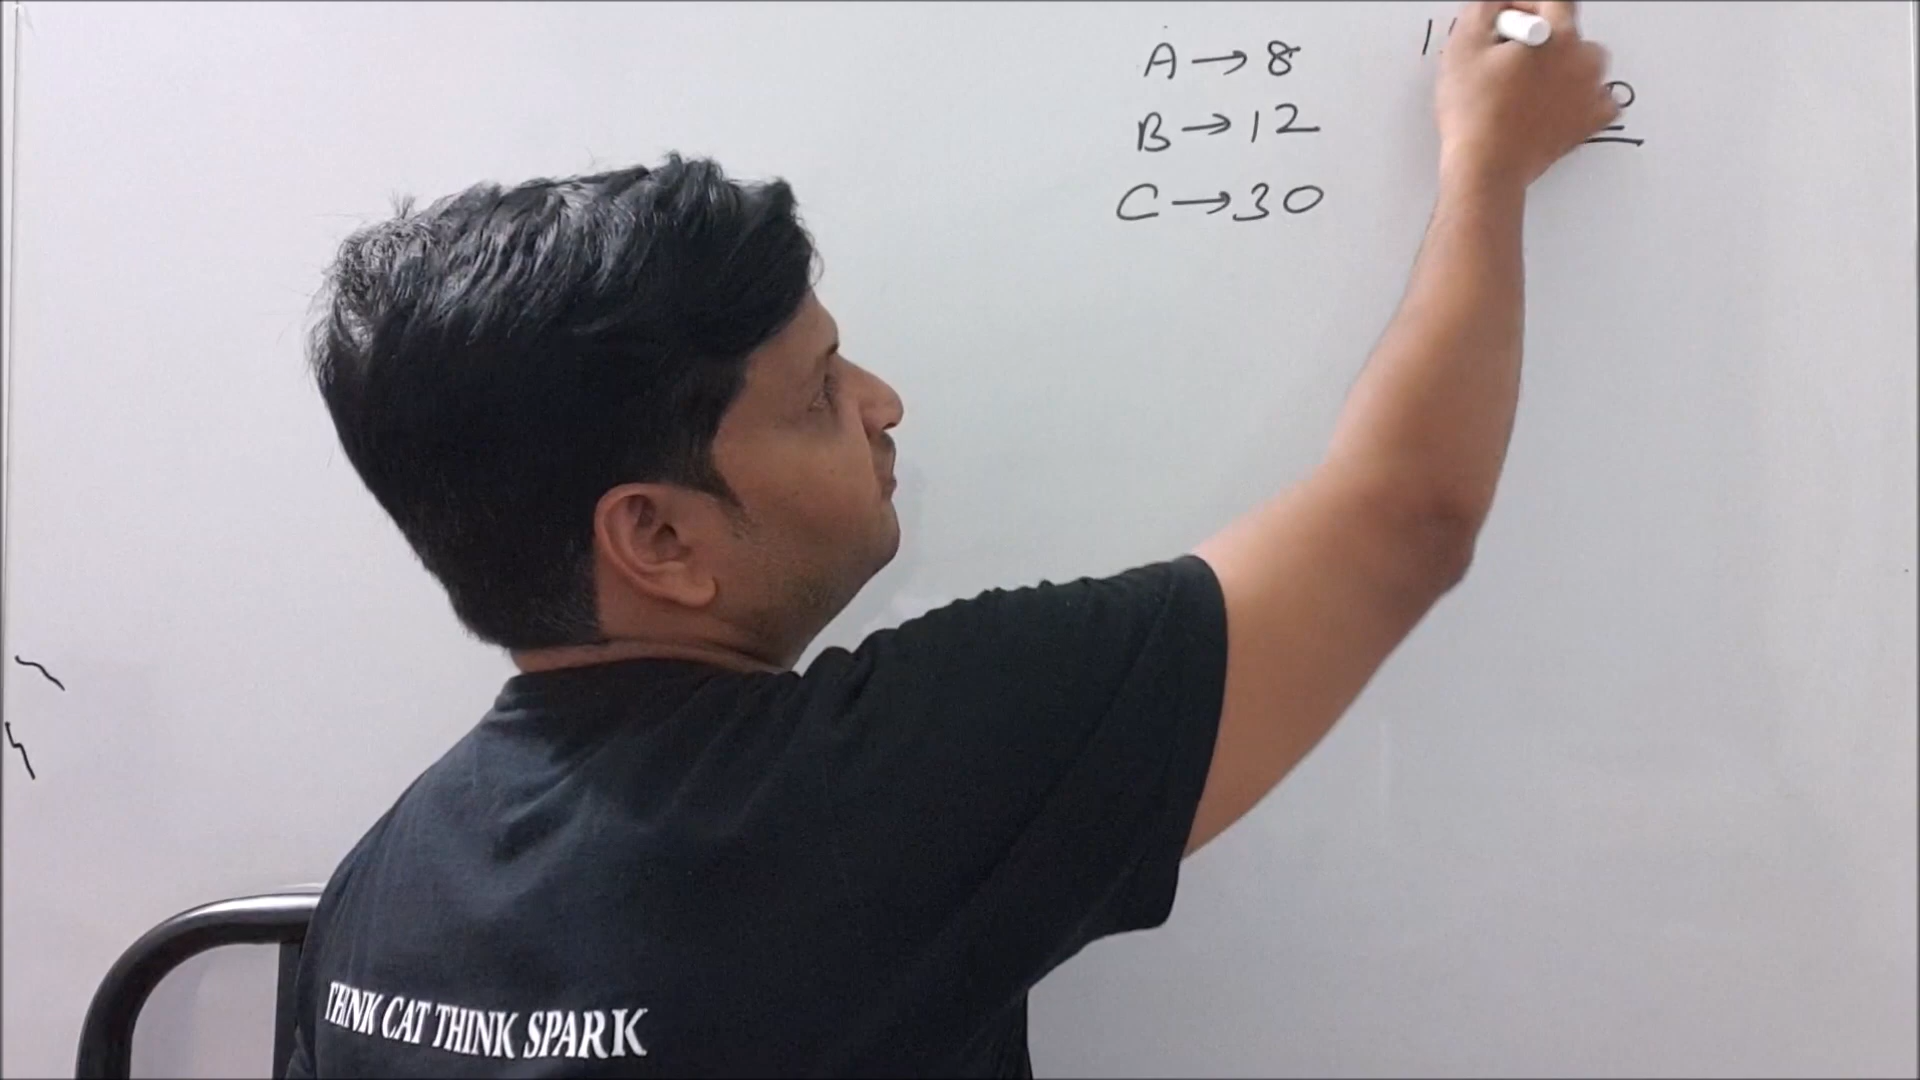 A → 8
B → 12
C → 30
THINK CAT THINK SPARK